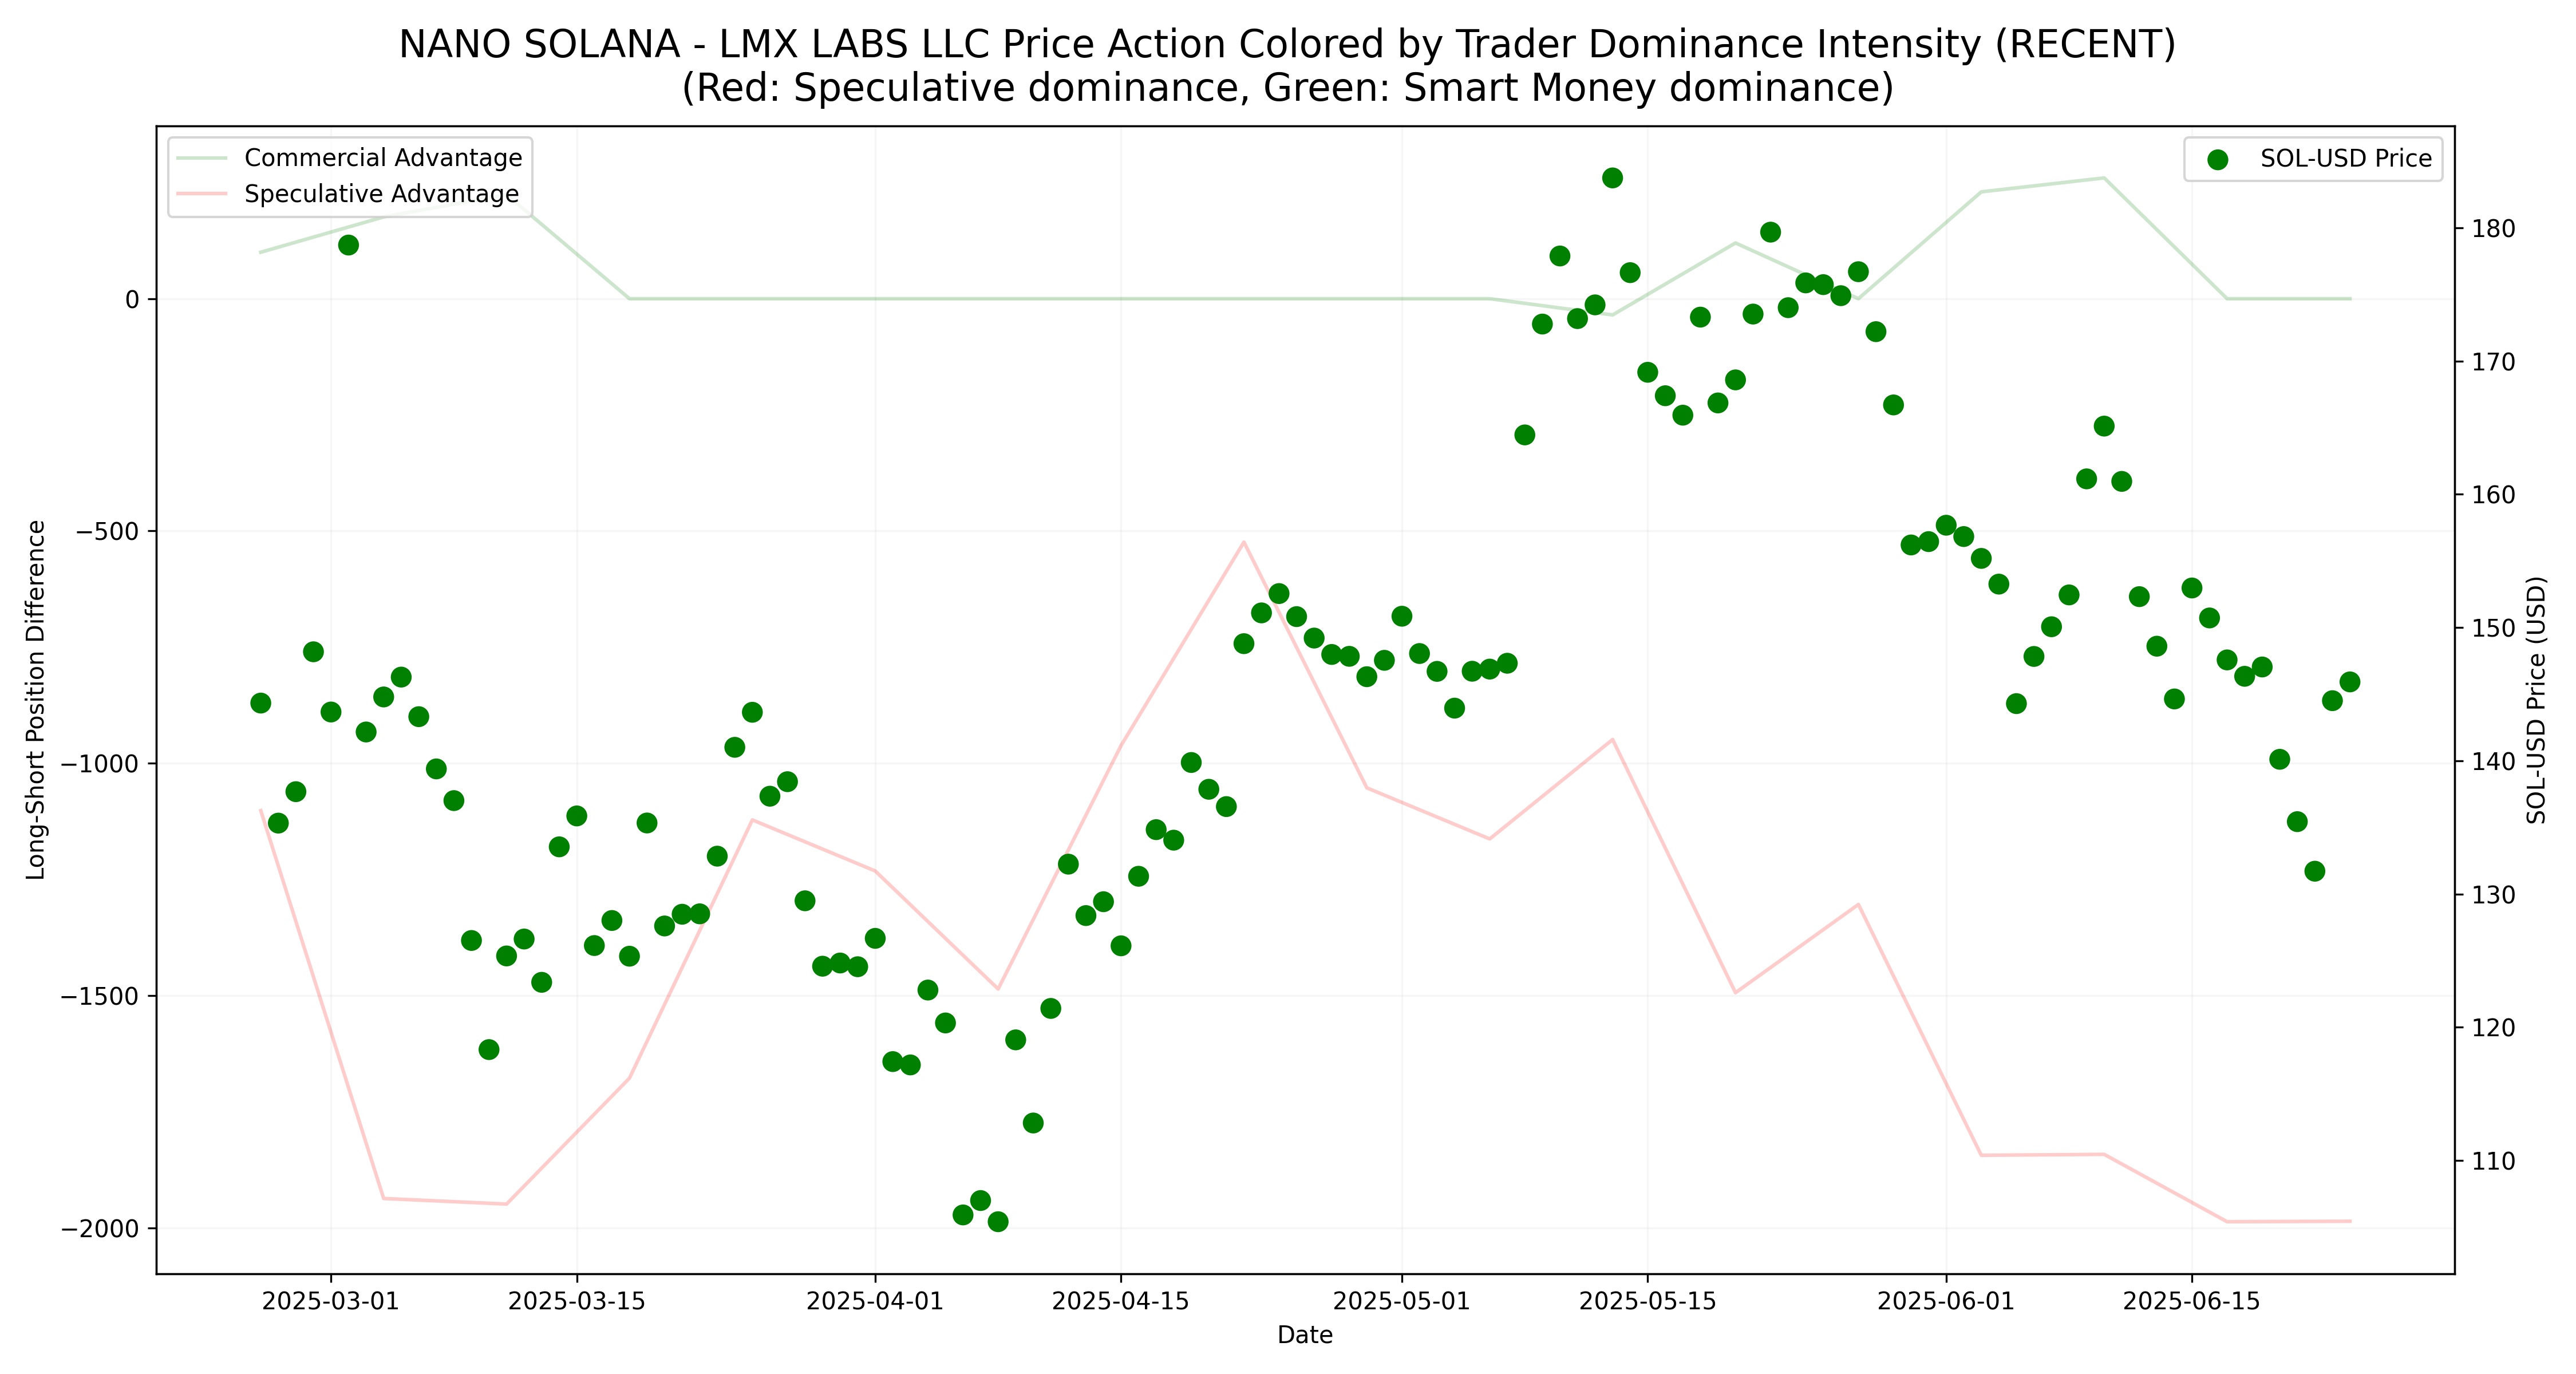 NANO SOLANA - LMX LABS LLC Price Action Colored by Trader Dominance Intensity (RECENT)
(Red: Speculative dominance, Green: Smart Money dominance)
Commercial Advantage
Speculative Advantage
SOL-USD Price
0
−500
−1000
−1500
−2000
Long-Short Position Difference
180
170
160
150
140
130
120
110
SOL-USD Price (USD)
2025-03-01
2025-03-15
2025-04-01
2025-04-15
2025-05-01
2025-05-15
2025-06-01
2025-06-15
Date